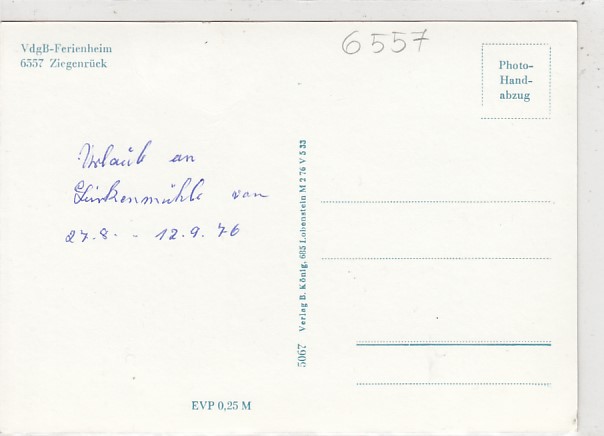 VdgB-Ferienheim
6557 Ziegenrück
6557
Photo-
Hand-
abzug
Urlaub an
Linkenmühle von
27.8. - 12.9.76
5067 Verlag B. König, 685 Lobenstein M 2 76 V 5 33
EVP 0,25 M